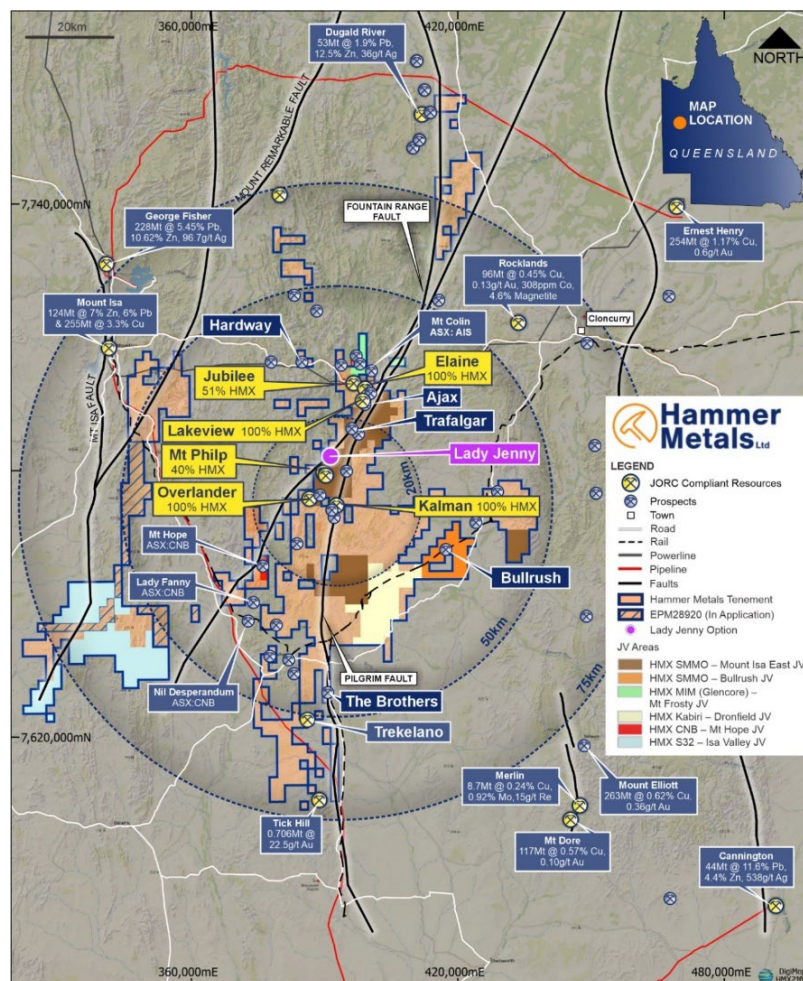 360,000mE
420,000mE
20km
NORTH
Dugald River
53Mt @ 1.9% Pb,
12.5% Zn, 36g/t Ag
MAP
LOCATION
QUEENSLAND
MOUNT REMARKABLE FAULT
7,740,000mN
FOUNTAIN RANGE
FAULT
George Fisher
228Mt @ 5.45% Pb,
10.62% Zn, 96.7g/t Ag
Ernest Henry
254Mt @ 1.17% Cu,
0.6g/t Au
Rocklands
96Mt @ 0.45% Cu,
0.13g/t Au, 308ppm Co,
4.6% Magnetite
Mount Isa
124Mt @ 7% Zn, 6% Pb
& 255Mt @ 3.3% Cu
Hardway
Mt Colin
ASX: AIS
Cloncurry
Jubilee
51% HMX
Elaine
100% HMX
MT ISA FAULT
Ajax
Lakeview 100% HMX
Trafalgar
Mt Philp
40% HMX
Lady Jenny
20km
Overlander
100% HMX
Kalman 100% HMX
Mt Hope
ASX:CNB
Bullrush
Lady Fanny
ASX:CNB
50km
75km
PILGRIM FAULT
Nil Desperandum
ASX:CNB
The Brothers
Trekelano
7,620,000mN
Hammer
Metals Ltd
LEGEND
JORC Compliant Resources
Prospects
Town
Road
Rail
Powerline
Pipeline
Faults
Hammer Metals Tenement
EPM28920 (In Application)
Lady Jenny Option
JV Areas
HMX SMMO – Mount Isa East JV
HMX SMMO – Bullrush JV
HMX MIM (Glencore) –
Mt Frosty JV
HMX Kabiri – Dronfield JV
HMX CNB – Mt Hope JV
HMX S32 – Isa Valley JV
Merlin
8.7Mt @ 0.24% Cu,
0.92% Mo,15g/t Re
Mount Elliott
263Mt @ 0.62% Cu,
0.36g/t Au
Tick Hill
0.706Mt @
22.5g/t Au
Mt Dore
117Mt @ 0.57% Cu,
0.10g/t Au
Cannington
44Mt @ 11.6% Pb,
4.4% Zn, 538g/t Ag
360,000mE
420,000mE
480,000mE